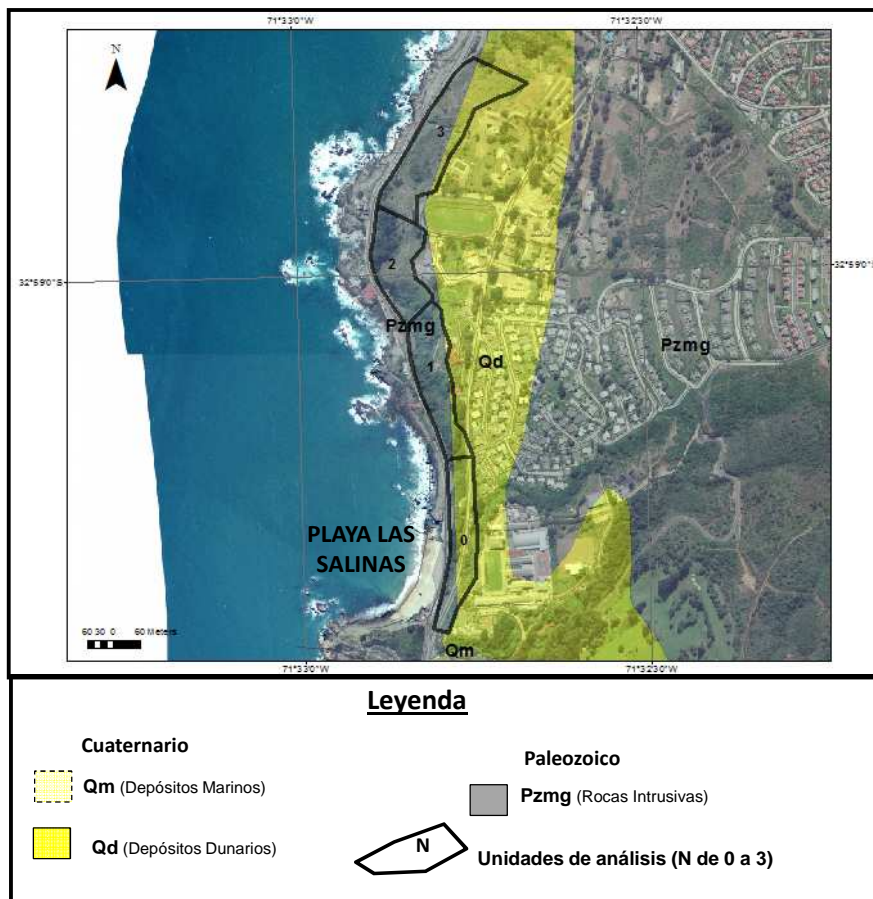 71°33'0"W
71°32'30"W
N
3
32°59'0"S
32°59'0"S
2
Pzmg
Pzmg
Qd
1
PLAYA LAS
SALINAS
0
60 30 0 60 Meters
Qm
71°33'0"W
71°32'30"W
Leyenda
Cuaternario
Paleozoico
Qm (Depósitos Marinos)
Pzmg (Rocas Intrusivas)
Qd (Depósitos Dunarios)
N
Unidades de análisis (N de 0 a 3)